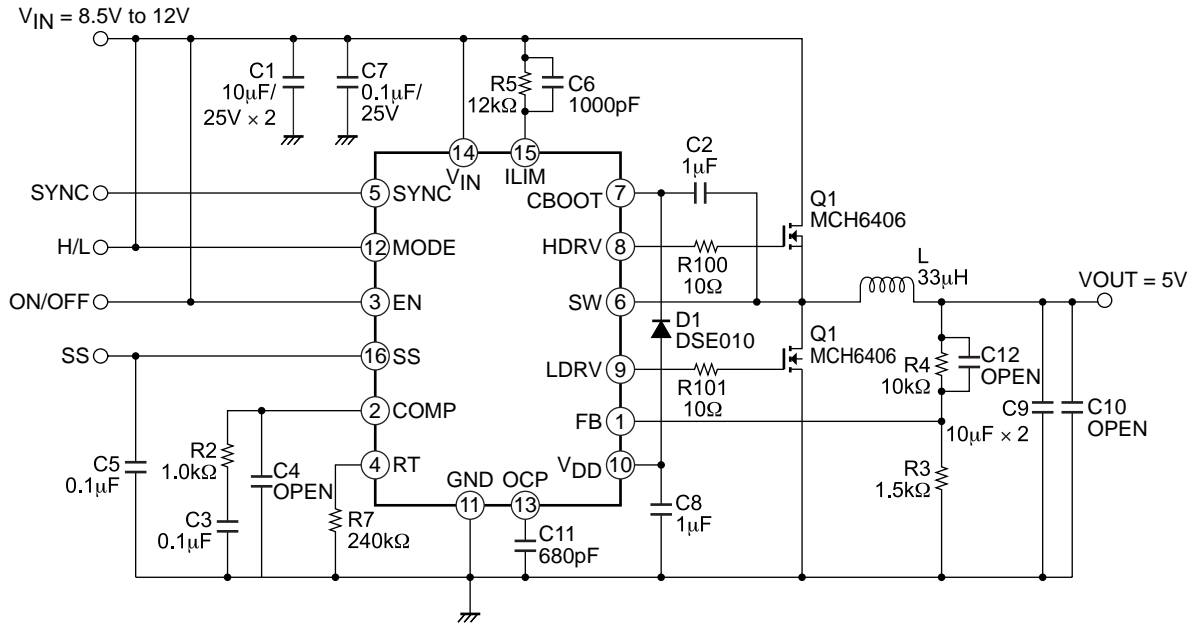 VIN = 8.5V to 12V
C1
10μF/
25V × 2
C7
0.1μF/
25V
R5
12kΩ
C6
1000pF
14
VIN
15
ILIM
C2
1μF
SYNC
5
SYNC
CBOOT
7
Q1
MCH6406
H/L
12
MODE
HDRV
8
R100
10Ω
L
33μH
VOUT = 5V
ON/OFF
3
EN
SW
6
D1
DSE010
Q1
MCH6406
SS
16
SS
LDRV
9
R101
10Ω
R4
10kΩ
C12
OPEN
2
COMP
FB
1
C9
10μF × 2
C10
OPEN
C5
0.1μF
R2
1.0kΩ
C4
OPEN
4
RT
GND
11
OCP
13
VDD
10
R3
1.5kΩ
C3
0.1μF
R7
240kΩ
C11
680pF
C8
1μF